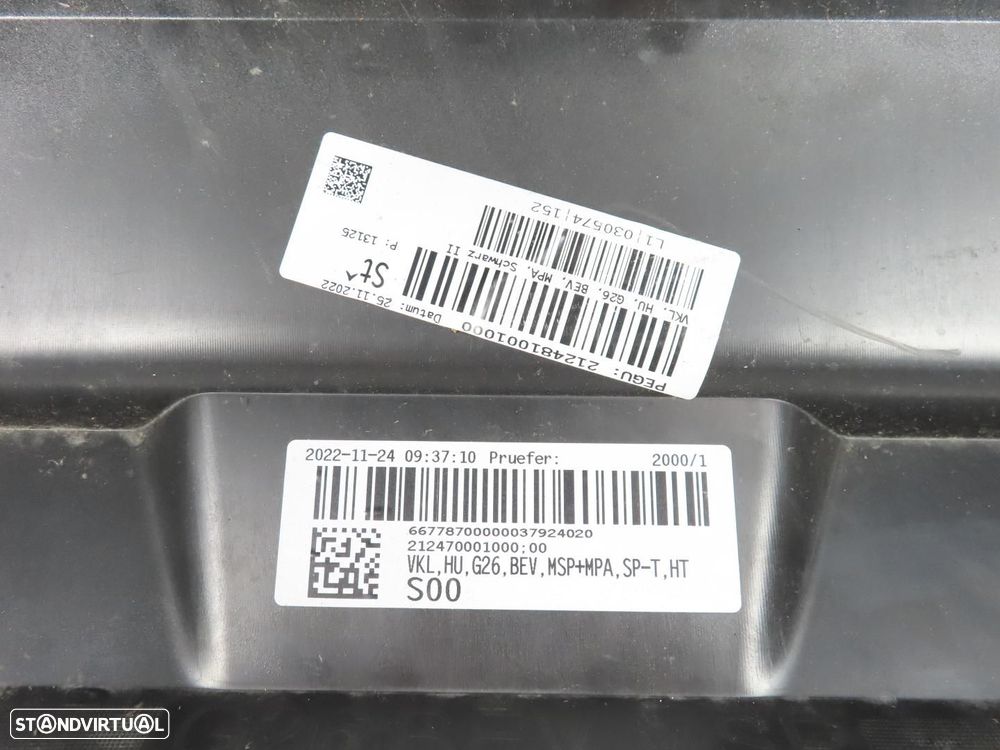 L1|030574|152
VKL, HU, G26, BEV, MPA, Schwarz II
P: 13125
St^
Datum: 25.11.2022
PEGU: 2124481001000
2022-11-24 09:37:10 Pruefer: 2000/1
66778700000037924020
212470001000;00
VKL,HU,G26,BEV,MSP+MPA,SP-T,HT
S00
STANDVIRTUAL